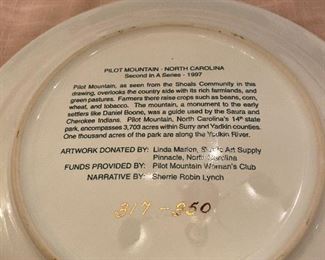 PILOT MOUNTAIN - NORTH CAROLINA
Second In A Series - 1997
Pilot Mountain, as seen from the Shoals Community in this
drawing, overlooks the county side with its rich farmlands, and
green pastures. Farmers there raise crops such as beans, corn,
wheat, and tobacco. The mountain, a monument to the early
settlers like Daniel Boone, was a guide used by the Saura and
Cherokee Indians. Pilot Mountain, North Carolina's 14th state
park, encompasses 3,703 acres within Surry and Yadkin counties.
One thousand acres of the park are along the Yadkin River.
ARTWORK DONATED BY: Linda Marion, Art Supply
Pinnacle, North Carolina
FUNDS PROVIDED BY: Pilot Mountain Woman's Club
NARRATIVE BY: Sherrie Robin Lynch
317 - 350